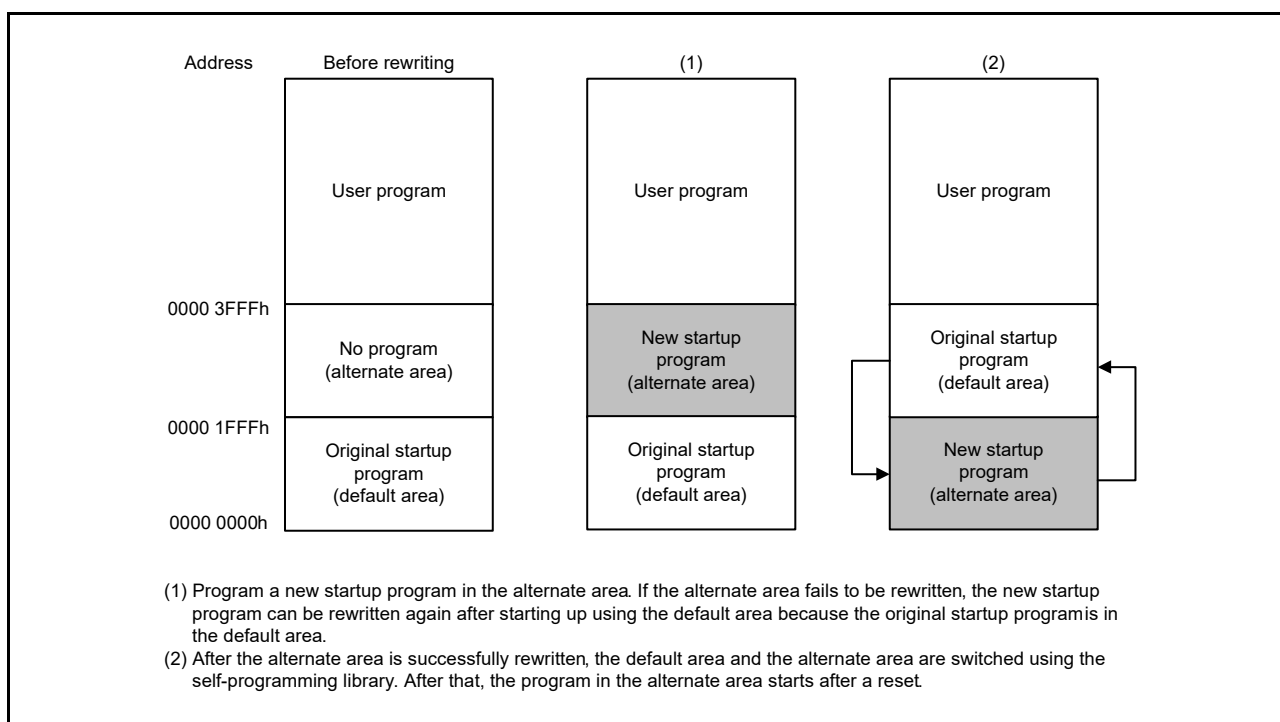 Address Before rewriting (1) (2)
User program User program User program
0000 3FFFh
No program
(alternate area)
New startup
program
(alternate area)
Original startup
program
(default area)
0000 1FFFh
Original startup
program
(default area)
Original startup
program
(default area)
New startup
program
(alternate area)
0000 0000h
(1) Program a new startup program in the alternate area. If the alternate area fails to be rewritten, the new startup
program can be rewritten again after starting up using the default area because the original startup program is in
the default area.
(2) After the alternate area is successfully rewritten, the default area and the alternate area are switched using the
self-programming library. After that, the program in the alternate area starts after a reset.